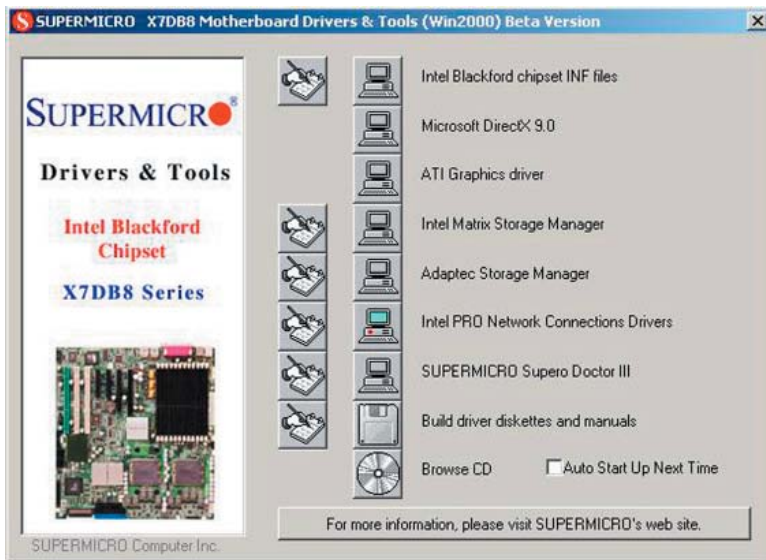 SUPERMICRO X7DB8 Motherboard Drivers & Tools (Win2000) Beta Version
SUPERMICRO®
Drivers & Tools
Intel Blackford
Chipset
X7DB8 Series
SUPERMICRO Computer Inc.
Intel Blackford chipset INF files
Microsoft DirectX 9.0
ATI Graphics driver
Intel Matrix Storage Manager
Adaptec Storage Manager
Intel PRO Network Connections Drivers
SUPERMICRO Supero Doctor III
Build driver diskettes and manuals
Browse CD
Auto Start Up Next Time
For more information, please visit SUPERMICRO's web site.